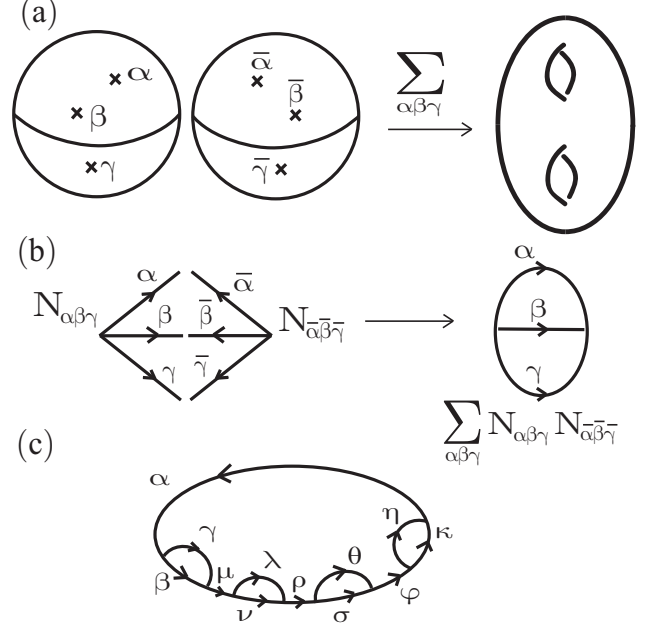 (a)
α
β
γ
ᾱ
β̄
γ̄
∑
αβγ
(b)
N_αβγ
α
β
γ
ᾱ
β̄
γ̄
N_ᾱβ̄γ̄
α
β
γ
∑ N_αβγ N_ᾱβ̄γ̄
αβγ
(c)
α
γ
β
μ
λ
ν
ρ
θ
σ
η
κ
φ